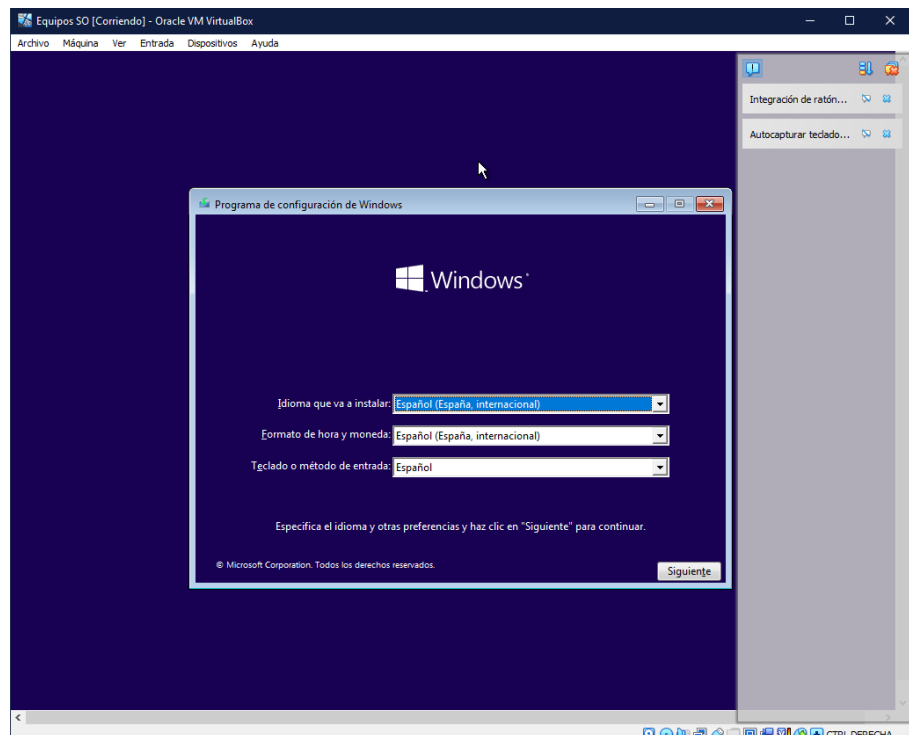 Equipos SO [Corriendo] - Oracle VM VirtualBox
Archivo Máquina Ver Entrada Dispositivos Ayuda
Integración de ratón...
Autocapturar teclado...
Programa de configuración de Windows
Windows
Idioma que va a instalar: Español (España, internacional)
Formato de hora y moneda: Español (España, internacional)
Teclado o método de entrada: Español
Especifica el idioma y otras preferencias y haz clic en "Siguiente" para continuar.
© Microsoft Corporation. Todos los derechos reservados.
Siguiente
CTRL DERECHA